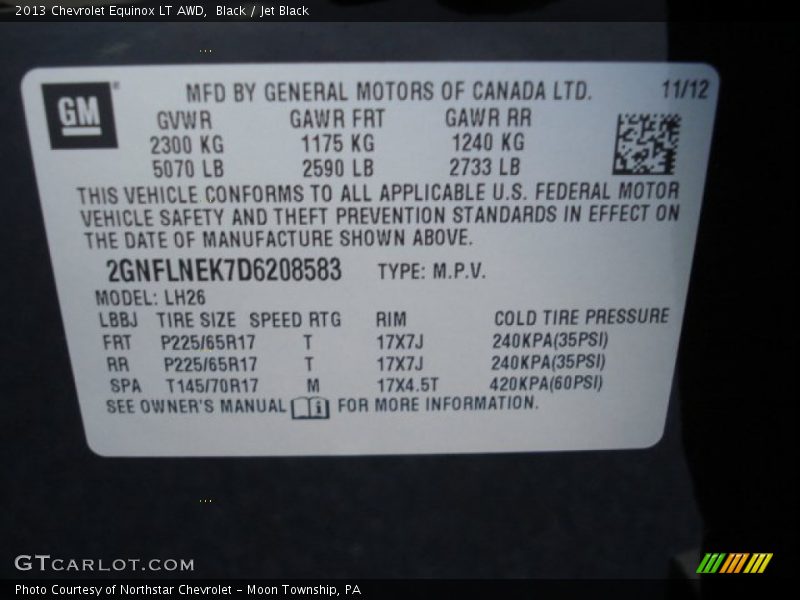 2013 Chevrolet Equinox LT AWD,  Black / Jet Black
GM®
MFD BY GENERAL MOTORS OF CANADA LTD. 11/12
GVWR GAWR FRT GAWR RR
2300 KG 1175 KG 1240 KG
5070 LB 2590 LB 2733 LB
THIS VEHICLE CONFORMS TO ALL APPLICABLE U.S. FEDERAL MOTOR
VEHICLE SAFETY AND THEFT PREVENTION STANDARDS IN EFFECT ON
THE DATE OF MANUFACTURE SHOWN ABOVE.
2GNFLNEK7D6208583 TYPE: M.P.V.
MODEL: LH26
LBBJ TIRE SIZE SPEED RTG RIM COLD TIRE PRESSURE
FRT P225/65R17 T 17X7J 240KPA(35PSI)
RR P225/65R17 T 17X7J 240KPA(35PSI)
SPA T145/70R17 M 17X4.5T 420KPA(60PSI)
SEE OWNER'S MANUAL i FOR MORE INFORMATION.
GTCARLOT.COM
Photo Courtesy of Northstar Chevrolet - Moon Township, PA